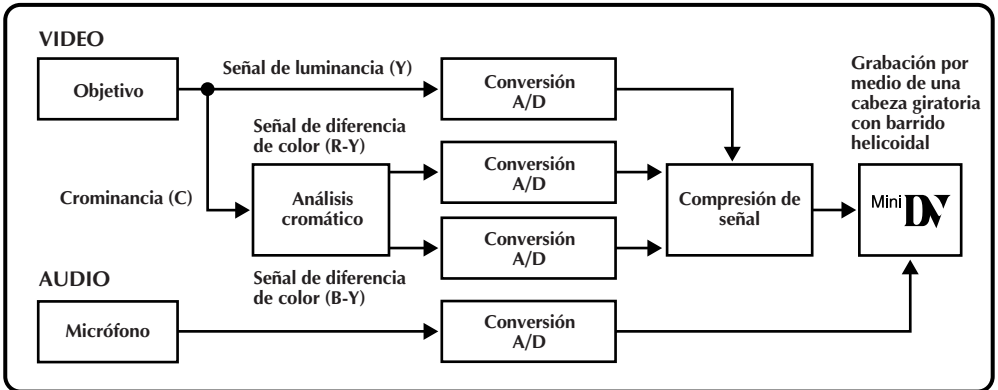 VIDEO
Objetivo
Señal de luminancia (Y)
Conversión
A/D
Grabación por
medio de una
cabeza giratoria
con barrido
helicoidal
Señal de diferencia
de color (R-Y)
Crominancia (C)
Análisis
cromático
Conversión
A/D
Conversión
A/D
Compresión de
señal
Mini DV
Señal de diferencia
de color (B-Y)
AUDIO
Micrófono
Conversión
A/D